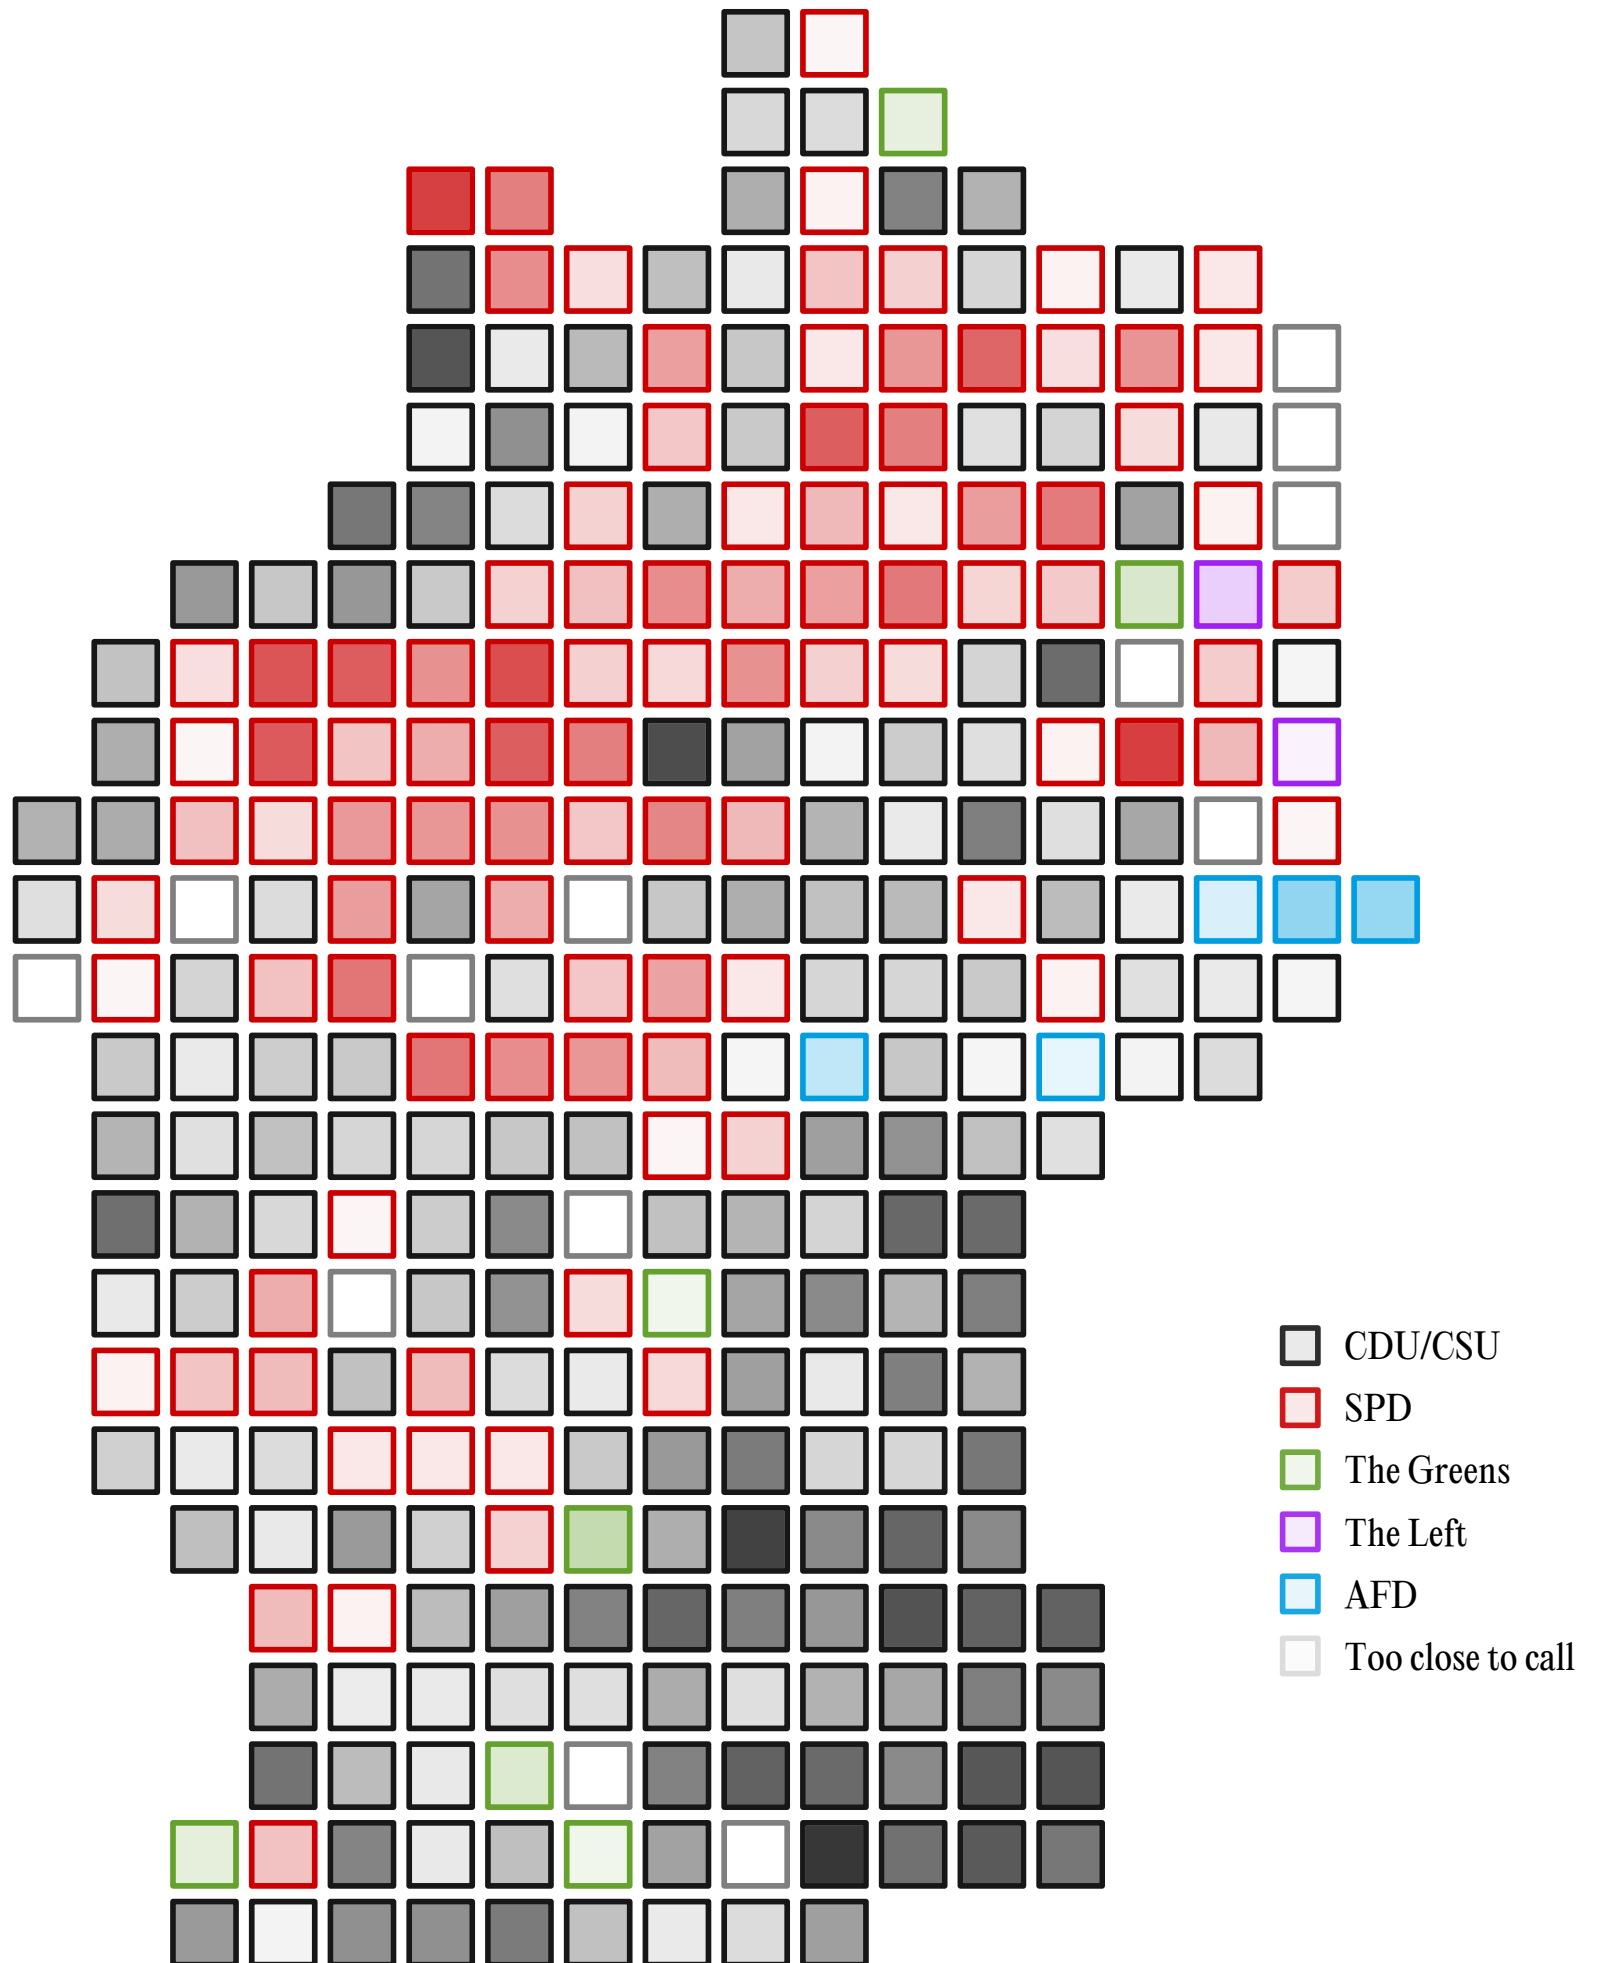 CDU/CSU
SPD
The Greens
The Left
AFD
Too close to call